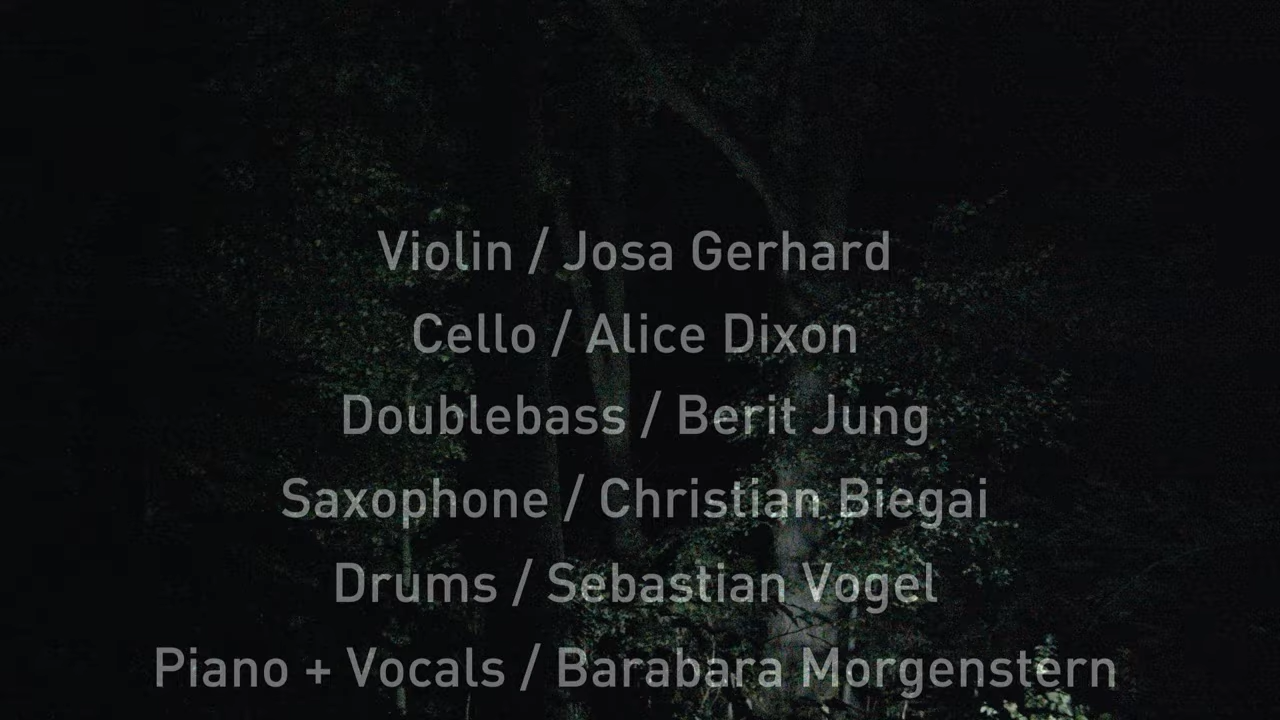 Violin / Josa Gerhard
Cello / Alice Dixon
Doublebass / Berit Jung
Saxophone / Christian Biegai
Drums / Sebastian Vogel
Piano + Vocals / Barabara Morgenstern